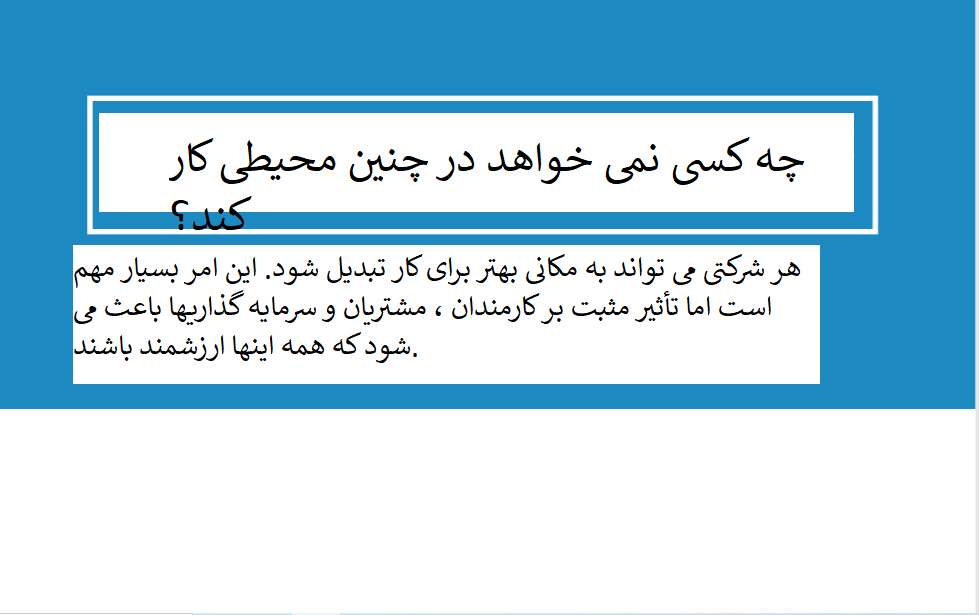 چه کسی نمی خواهد در چنین محیطی کار
کند؟
هر شرکتی می تواند به مکانی بهتر برای کار تبدیل شود. این امر بسیار مهم
است اما تأثیر مثبت بر کارمندان ، مشتریان و سرمایه گذاریها باعث می
شود که همه اینها ارزشمند باشند.